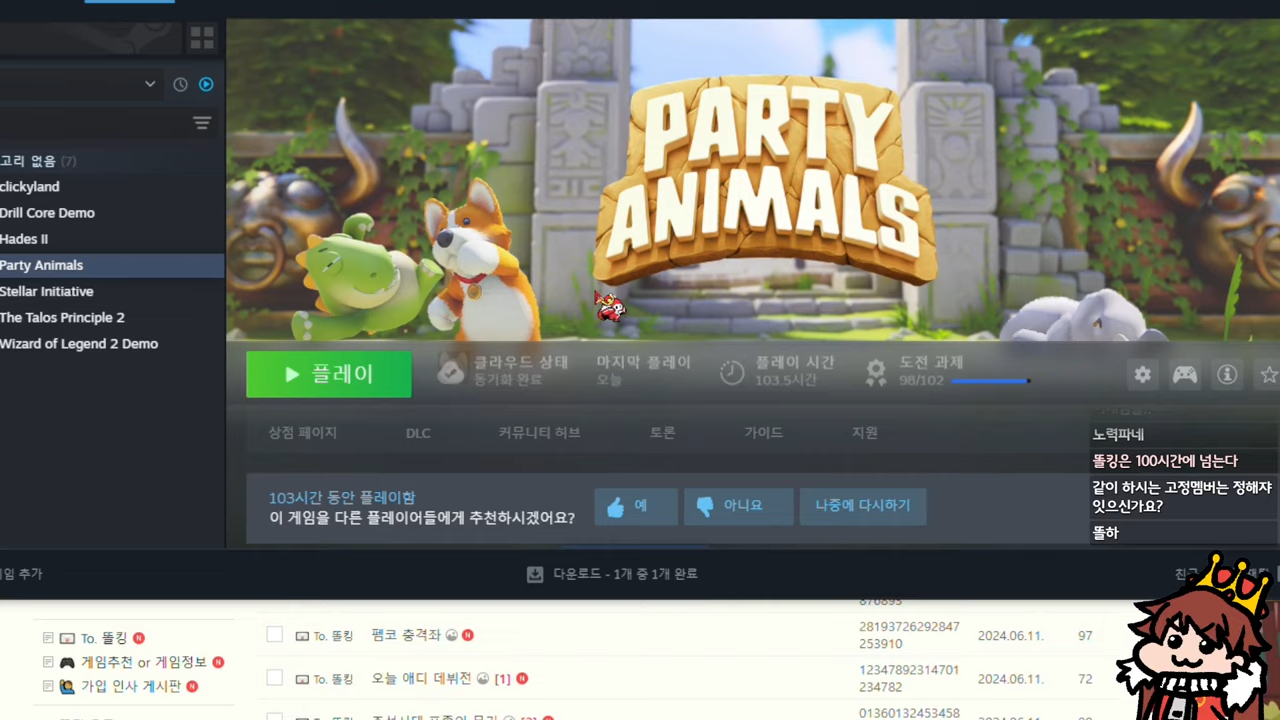 PARTY
ANIMALS
고리 없음 (7)
clickyland
Drill Core Demo
Hades II
Party Animals
Stellar Initiative
The Talos Principle 2
Wizard of Legend 2 Demo
플레이
클라우드 상태
동기화 완료
마지막 플레이
오늘
플레이 시간
103.5시간
도전 과제
98/102
상점 페이지
DLC
커뮤니티 허브
토론
가이드
지원
103시간 동안 플레이함
이 게임을 다른 플레이어들에게 추천하시겠어요?
예
아니요
나중에 다시하기
노력파네
똘킹은 100시간에 넘는다
같이 하시는 고정멤버는 정해쟈
잇으신가요?
똘하
임 추가
다운로드 - 1개 중 1개 완료
친구
876893
To. 똘킹 N
게임추천 or 게임정보 N
가입 인사 게시판 N
To. 똘킹
펨코 충격좌 N
28193726292847
253910
2024.06.11.
97
To. 똘킹
오늘 애디 데뷔전 [1] N
12347892314701
234782
2024.06.11.
72
01360132453458